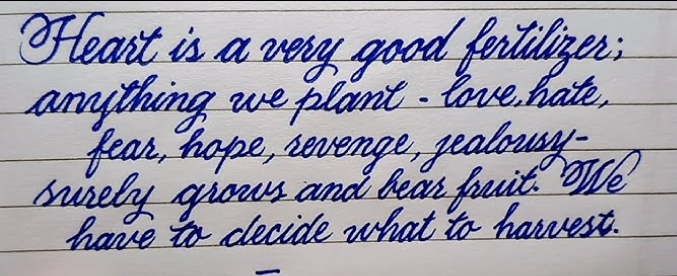 Heart is a very good fertilizer;
anything we plant - love, hate,
fear, hope, revenge, jealousy-
surely grows and bear fruit. We
have to decide what to harvest.